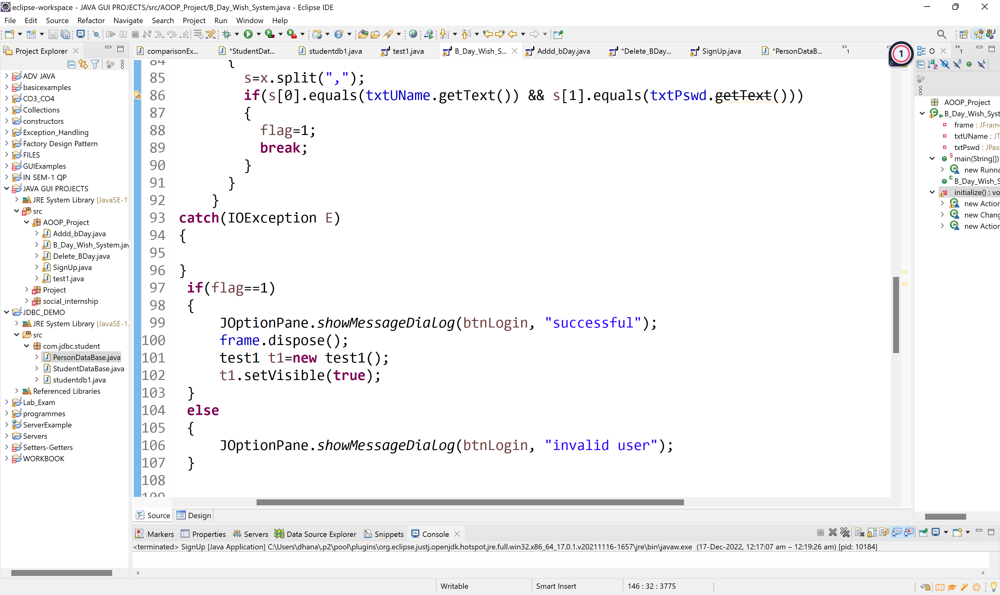 eclipse-workspace - JAVA GUI PROJECTS/src/AOOP_Project/B_Day_Wish_System.java - Eclipse IDE
File Edit Source Refactor Navigate Search Project Run Window Help
Project Explorer
ADV JAVA
basicexamples
CO3_CO4
Collections
constructors
Exception_Handling
Factory Design Pattern
FILES
GUIExamples
IN SEM-1 QP
JAVA GUI PROJECTS
JRE System Library [JavaSE-1
src
AOOP_Project
Addd_bDay.java
B_Day_Wish_System.jav
Delete_BDay.java
SignUp.java
test1.java
Project
social_internship
JDBC_DEMO
JRE System Library [JavaSE-1.
src
com.jdbc.student
PersonDataBase.java
StudentDataBase.java
studentdb1.java
Referenced Libraries
Lab_Exam
programmes
ServerExample
Servers
Setters-Getters
WORKBOOK
comparisonEx... *StudentDat... studentdb1.java test1.java B_Day_Wish_S... Addd_bDay.java *Delete_BDay... SignUp.java *PersonDataB... »1
84 {
85 s=x.split(",");
86 if(s[0].equals(txtUName.getText()) && s[1].equals(txtPswd.getText()))
87 {
88 flag=1;
89 break;
90 }
91 }
92 }
93 catch(IOException E)
94 {
95
96 }
97 if(flag==1)
98 {
99 JOptionPane.showMessageDialog(btnLogin, "successful");
100 frame.dispose();
101 test1 t1=new test1();
102 t1.setVisible(true);
103 }
104 else
105 {
106 JOptionPane.showMessageDialog(btnLogin, "invalid user");
107 }
108
109
Source Design
1
O »1
AOOP_Project
B_Day_Wish_Syst
frame : JFram
txtUName : JT
txtPswd : JPas
main(String[])
new Runna
B_Day_Wish_S
initialize() : vo
new Action
new Chang
new Action
Markers Properties Servers Data Source Explorer Snippets Console
<terminated> SignUp [Java Application] C:\Users\dhana\.p2\pool\plugins\org.eclipse.justj.openjdk.hotspot.jre.full.win32.x86_64_17.0.1.v20211116-1657\jre\bin\javaw.exe (17-Dec-2022, 12:17:07 am – 12:19:26 am) [pid: 10184]
Writable Smart Insert 146 : 32 : 3775